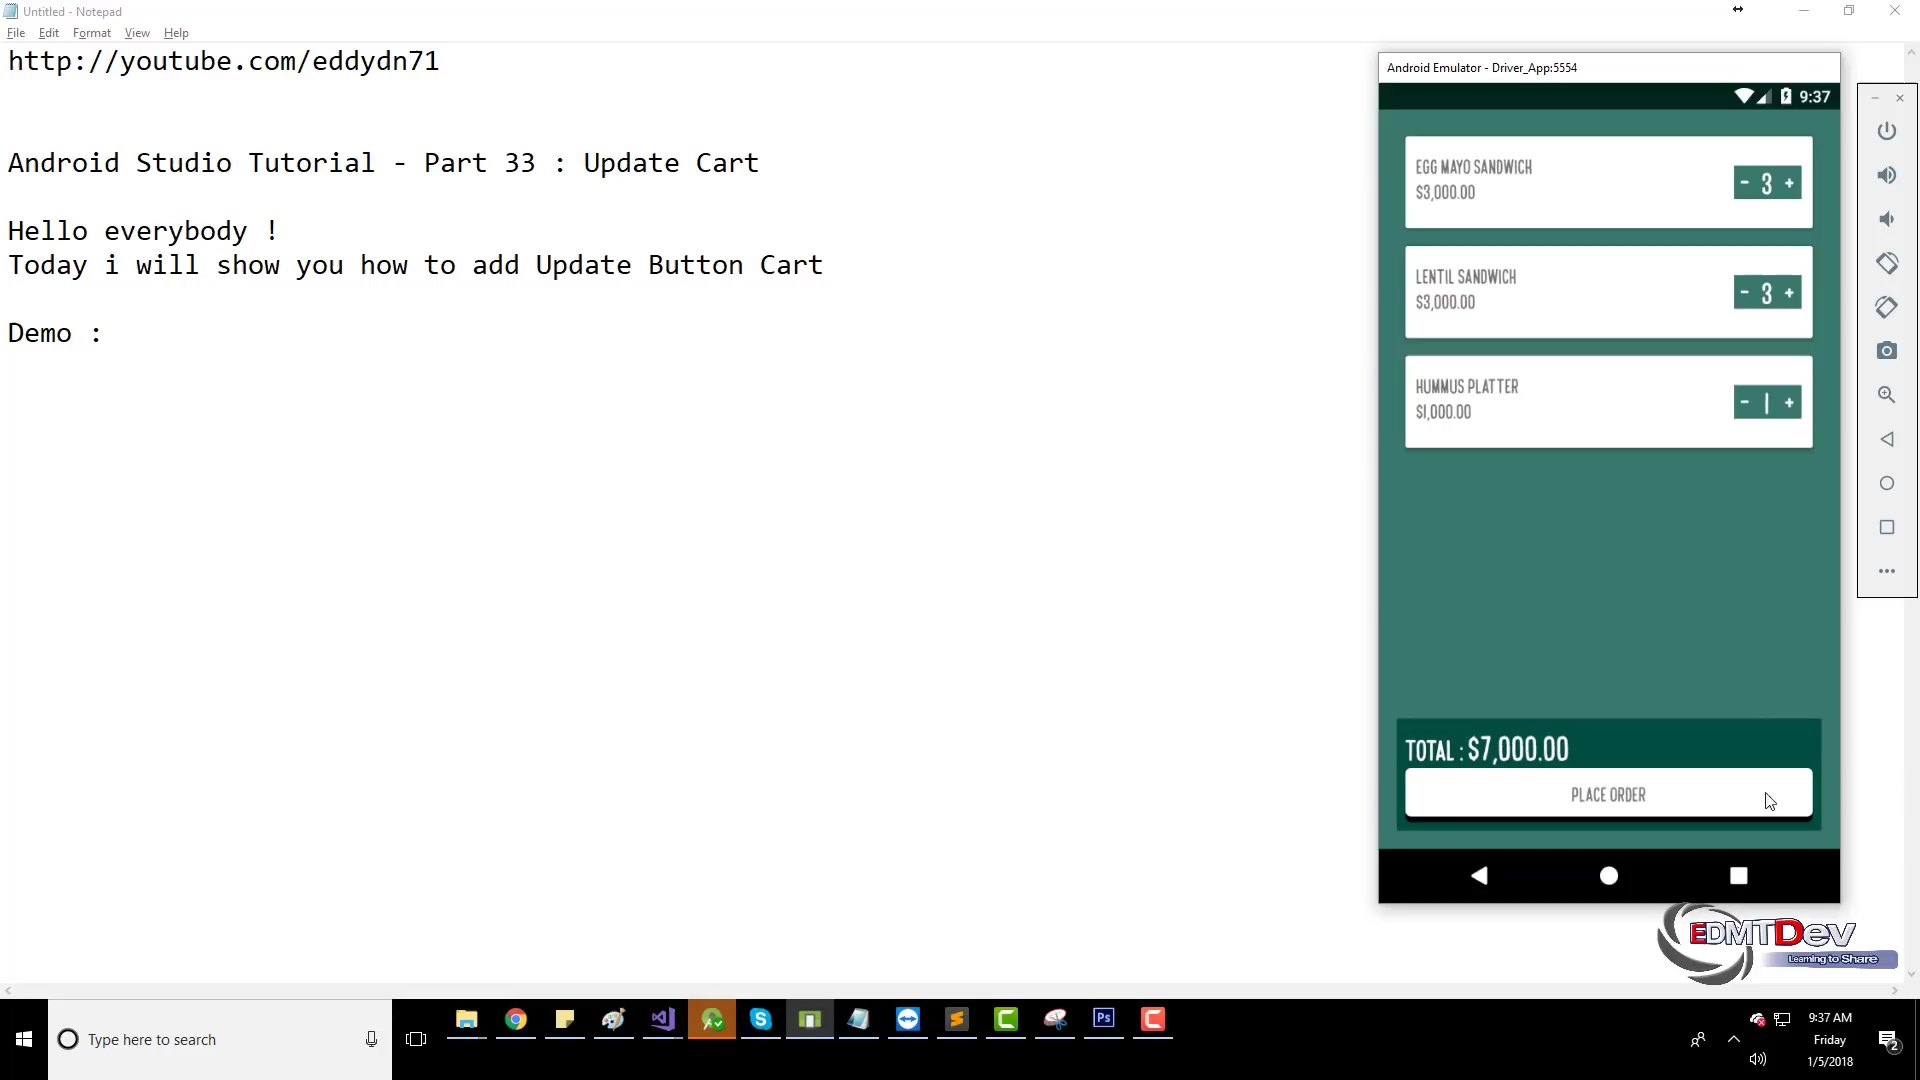 Untitled - Notepad
File Edit Format View Help
http://youtube.com/eddydn71
Android Studio Tutorial - Part 33 : Update Cart
Hello everybody !
Today i will show you how to add Update Button Cart
Demo :
Android Emulator - Driver_App:5554
9:37
EGG MAYO SANDWICH
$3,000.00
- 3 +
LENTIL SANDWICH
$3,000.00
- 3 +
HUMMUS PLATTER
$1,000.00
- 1 +
TOTAL : $7,000.00
PLACE ORDER
EDMTDev
Learning to Share
Type here to search
Ps
9:37 AM
Friday
1/5/2018
2